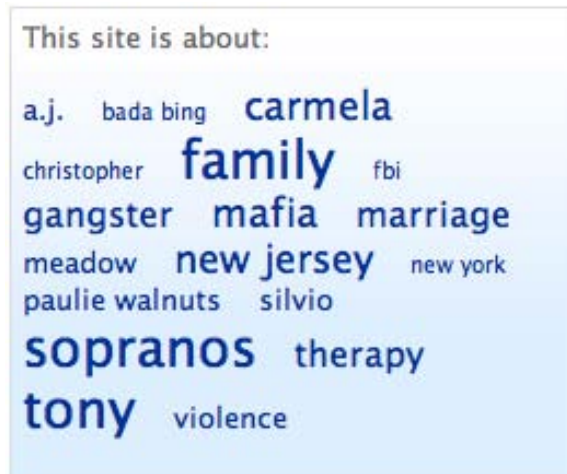 This site is about:
a.j. bada bing carmela
christopher family fbi
gangster mafia marriage
meadow new jersey new york
paulie walnuts silvio
sopranos therapy
tony violence